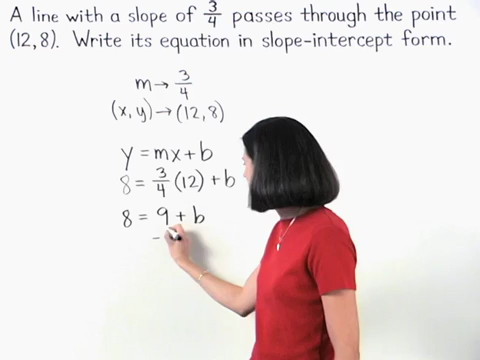 A line with a slope of 3/4 passes through the point
(12,8). Write its equation in slope-intercept form.
m → 3/4
(x, y) → (12, 8)
y = mx + b
8 = 3/4 (12) + b
8 = 9 + b
-